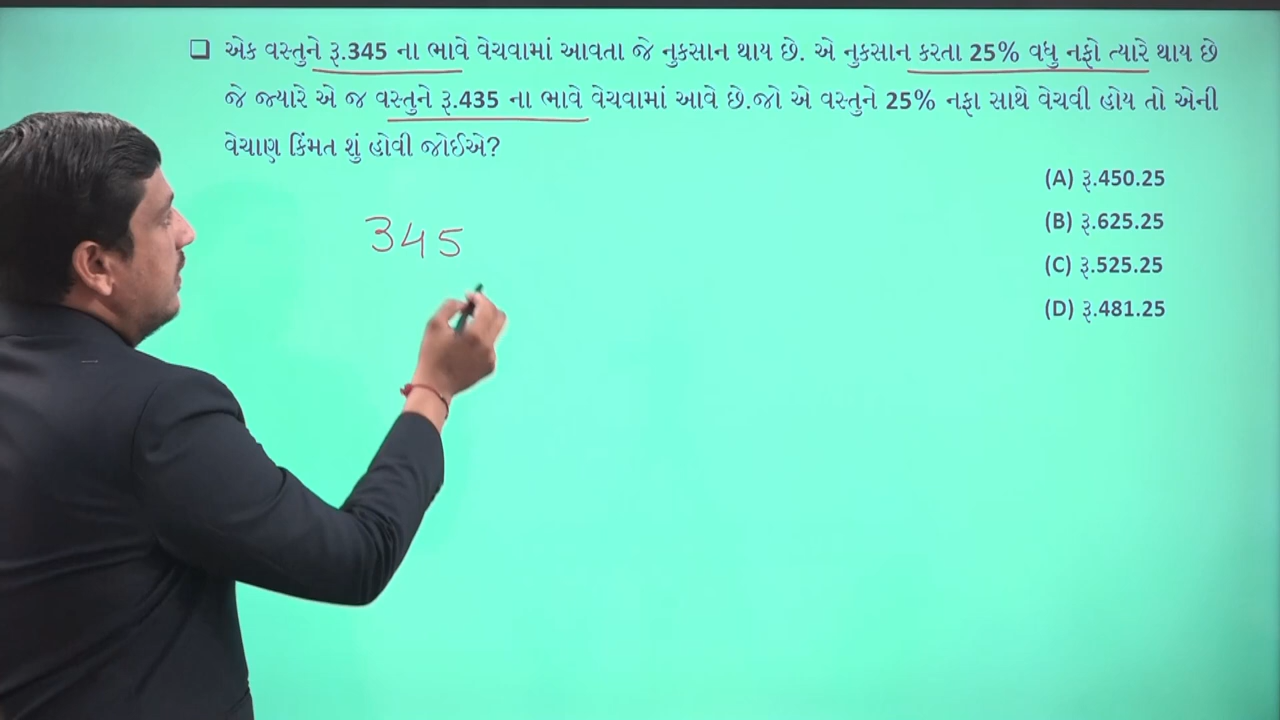 ❑ એક વસ્તુને રૂ.345 ના ભાવે વેચવામાં આવતા જે નુકસાન થાય છે. એ નુકસાન કરતા 25% વધુ નફો ત્યારે થાય છે
જે જ્યારે એ જ વસ્તુને રૂ.435 ના ભાવે વેચવામાં આવે છે.જો એ વસ્તુને 25% નફા સાથે વેચવી હોય તો એની
વેચાણ કિંમત શું હોવી જોઈએ?
(A) રૂ.450.25
(B) રૂ.625.25
(C) રૂ.525.25
(D) રૂ.481.25
345